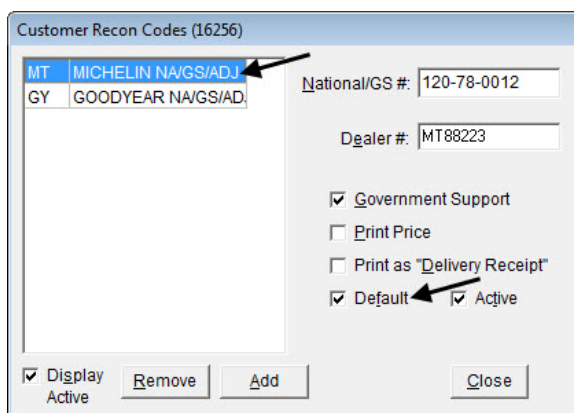 Customer Recon Codes (16256)
MT MICHELIN NA/GS/ADJ
GY GOODYEAR NA/GS/AD.
National/GS #: 120-78-0012
Dealer #: MT88223
Government Support
Print Price
Print as "Delivery Receipt"
Default Active
Display Active
Remove Add Close